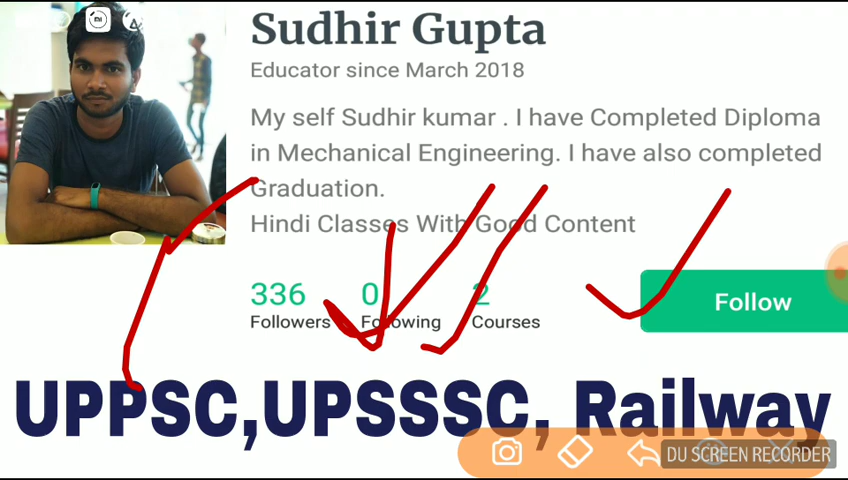 Sudhir Gupta
Educator since March 2018
My self Sudhir kumar . I have Completed Diploma
in Mechanical Engineering. I have also completed
Graduation.
Hindi Classes With Good Content
336 0 2
Followers Following Courses
Follow
UPPSC,UPSSSC, Railway
DU SCREEN RECORDER